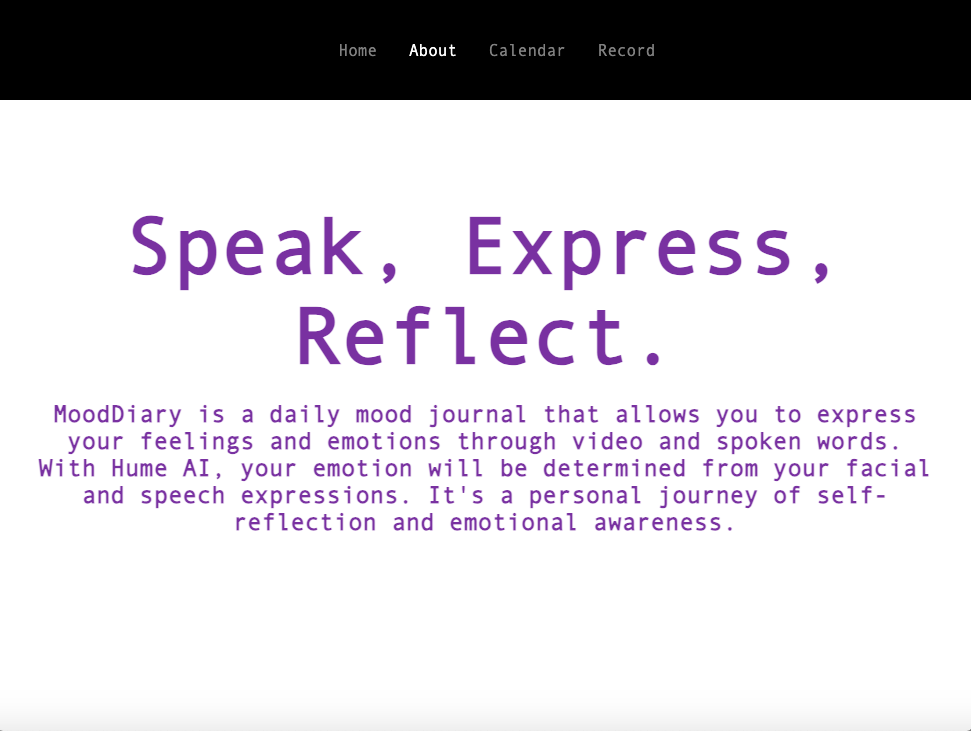 Home About Calendar Record
Speak, Express,
Reflect.
MoodDiary is a daily mood journal that allows you to express
your feelings and emotions through video and spoken words.
With Hume AI, your emotion will be determined from your facial
and speech expressions. It's a personal journey of self-
reflection and emotional awareness.